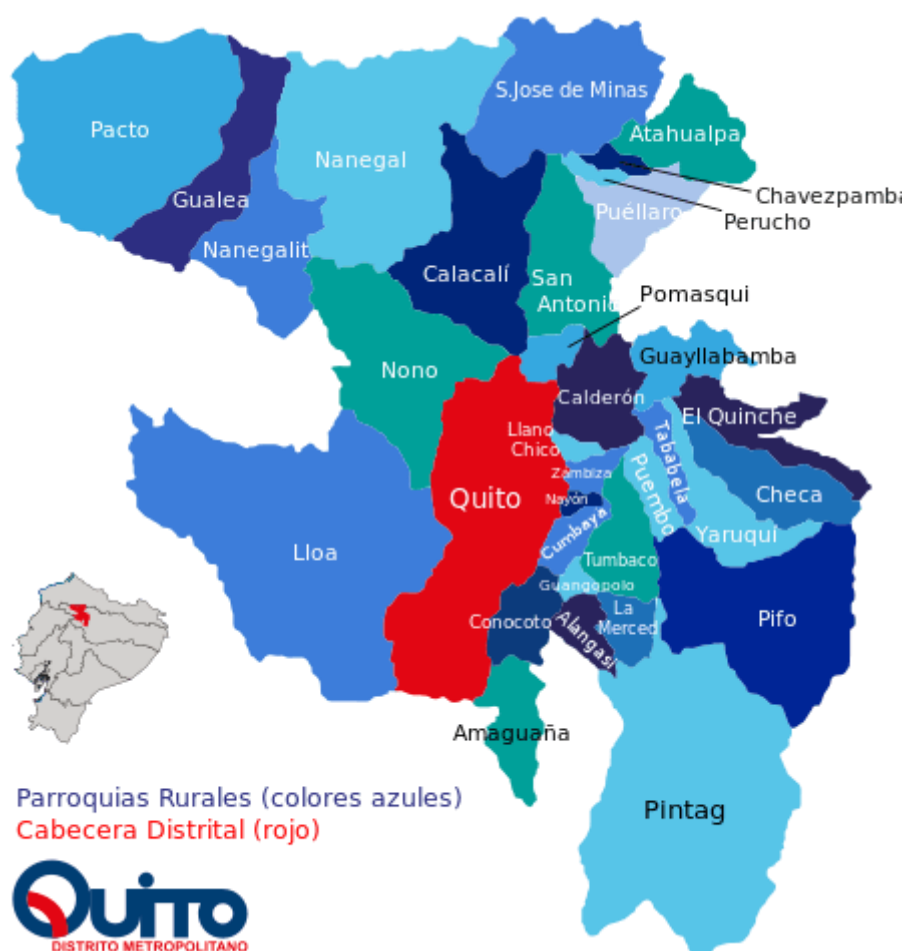 S.Jose de Minas
Pacto
Atahualpa
Nanegal
Gualea
Chavezpamba
Puéllaro
Perucho
Nanegalit
Calacalí
San
Antonio
Pomasqui
Nono
Guayllabamba
Calderón
El Quinche
Llano
Chico
Tababela
Puembo
Zámbiza
Checa
Quito
Nayón
Cumbaya
Yaruqui
Lloa
Tumbaco
Guangopolo
La
Merced
Conocoto
Alangasi
Pifo
Amaguaña
Pintag
Parroquias Rurales (colores azules)
Cabecera Distrital (rojo)
Quito
DISTRITO METROPOLITANO